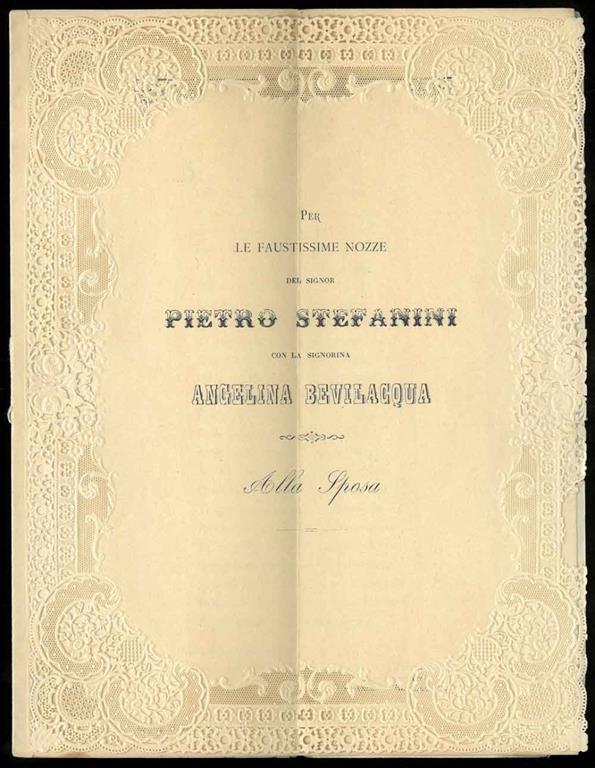 Per
LE FAUSTISSIME NOZZE
DEL SIGNOR
PIETRO STEFANINI
CON LA SIGNORINA
ANGELINA BEVILACQUA
Alla Sposa